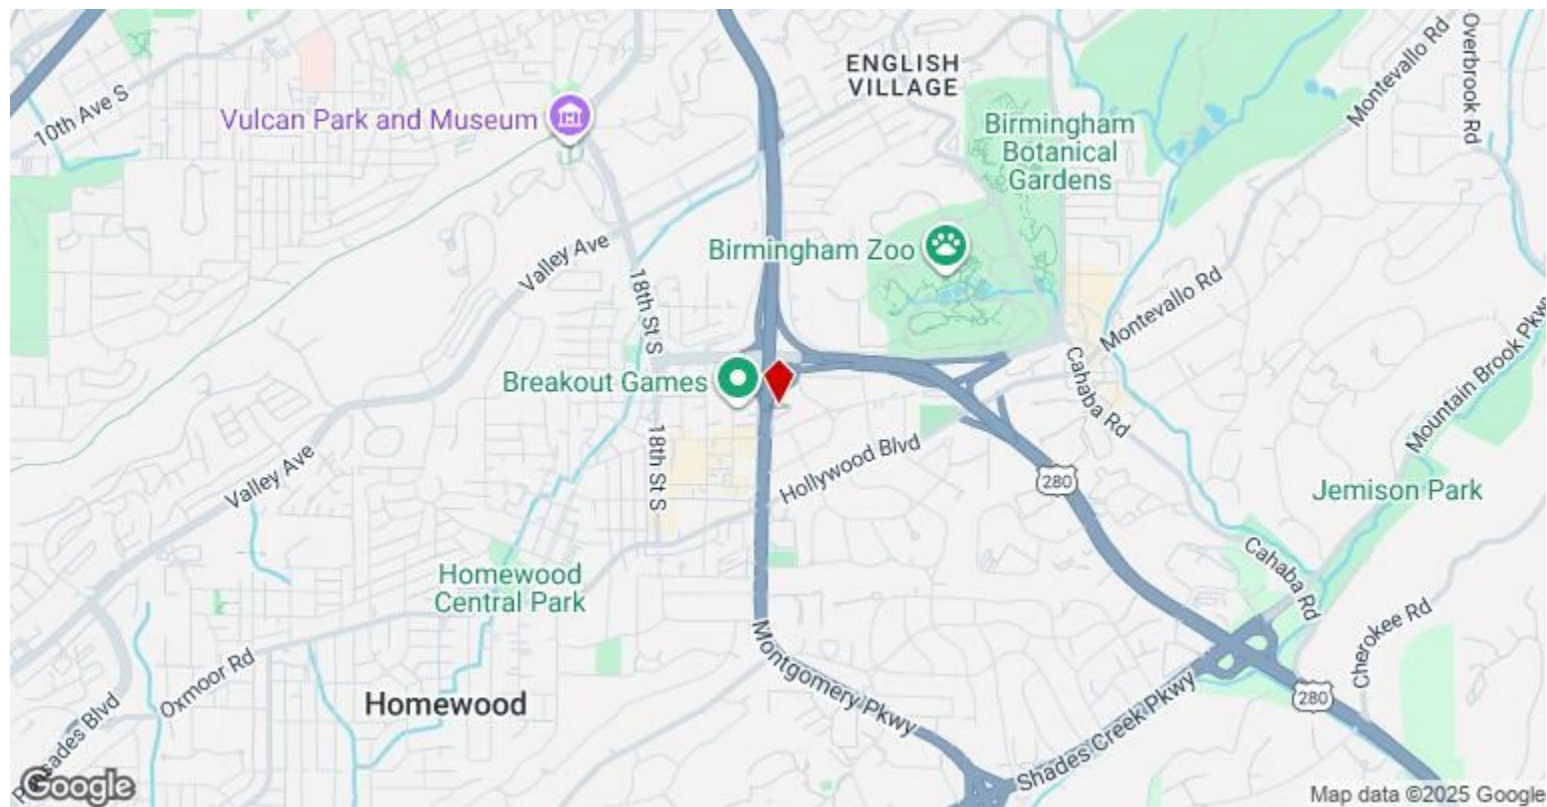 Overbrook Rd
Montevallo Rd
ENGLISH
VILLAGE
10th Ave S
Vulcan Park and Museum
Birmingham
Botanical
Gardens
Valley Ave
Birmingham Zoo
18th St S
Montevallo Rd
Mountain Brook Pkwy
Cahaba Rd
Breakout Games
18th St S
Hollywood Blvd
Valley Ave
280
Jemison Park
Cahaba Rd
Homewood
Central Park
Cherokee Rd
Montgomery Pkwy
Oxmoor Rd
Homewood
280
Shades Creek Pkwy
Google
Map data ©2025 Google